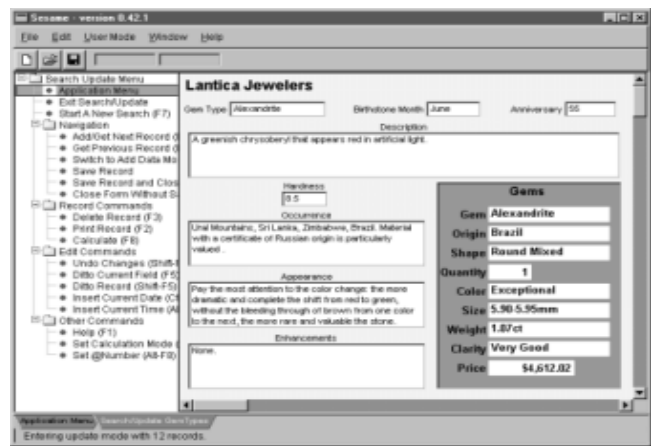 Sesame - version 0.42.1
File Edit User Mode Window Help
Search Update Menu
Application Menu
Exit Search/Update
Start A New Search (F7)
Navigation
Add/Get Next Record (
Get Previous Record (
Switch to Add Data Mo
Save Record
Save Record and Clos
Close Form Without S
Record Commands
Delete Record (F3)
Print Record (F2)
Calculate (F8)
Edit Commands
Undo Changes (Shift-
Ditto Current Field (F5
Ditto Record (Shift-F5)
Insert Current Date (Ct
Insert Current Time (Al
Other Commands
Help (F1)
Set Calculation Mode (
Set @Number (Alt-F8)
Lantica Jewelers
Gem Type Alexandrite Birthstone Month June Anniversary 55
Description
A greenish chrysoberyl that appears red in artificial light.
Hardness
8.5
Occurrence
Ural Mountains, Sri Lanka, Zimbabwe, Brazil. Material
with a certificate of Russian origin is particularly
valued .
Appearance
Pay the most attention to the color change: the more
dramatic and complete the shift from red to green,
without the bleeding through of brown from one color
to the next, the more rare and valuable the stone.
Enhancements
None.
Gems
Gem Alexandrite
Origin Brazil
Shape Round Mixed
Quantity 1
Color Exceptional
Size 5.90-5.95mm
Weight 1.07ct
Clarity Very Good
Price $4,612.02
Application Menu Search/Update GemTypes
Entering update mode with 12 records.